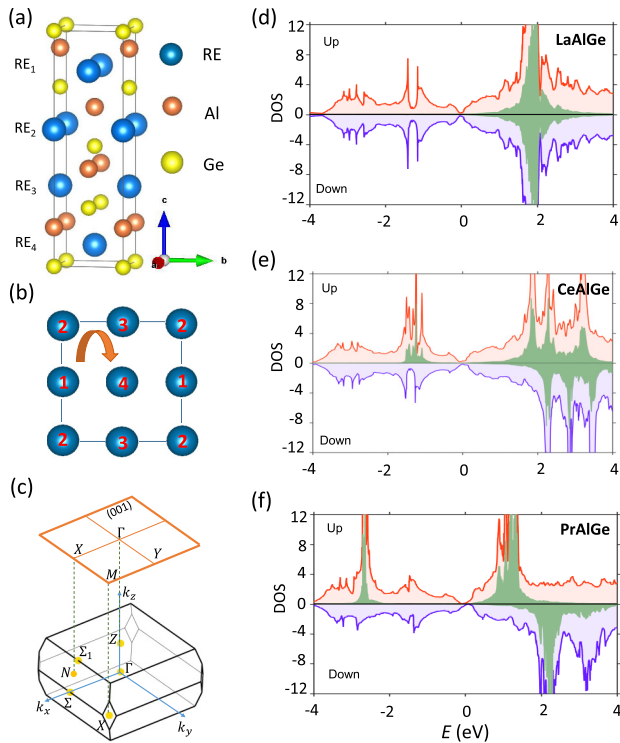 (a)
RE1
RE2
RE3
RE4
RE
Al
Ge
c
a
b
(b)
2 3 2
1 4 1
2 3 2
(c)
(001)
Γ
X
Y
M
kz
Z
Σ1
N
Γ
kx
Σ
X
ky
(d)
LaAlGe
Up
Down
DOS
12
8
4
0
-4
-8
-12
-4 -2 0 2 4
(e)
CeAlGe
Up
Down
DOS
12
8
4
0
-4
-8
-12
-4 -2 0 2 4
(f)
PrAlGe
Up
Down
DOS
12
8
4
0
-4
-8
-12
-4 -2 0 2 4
E (eV)